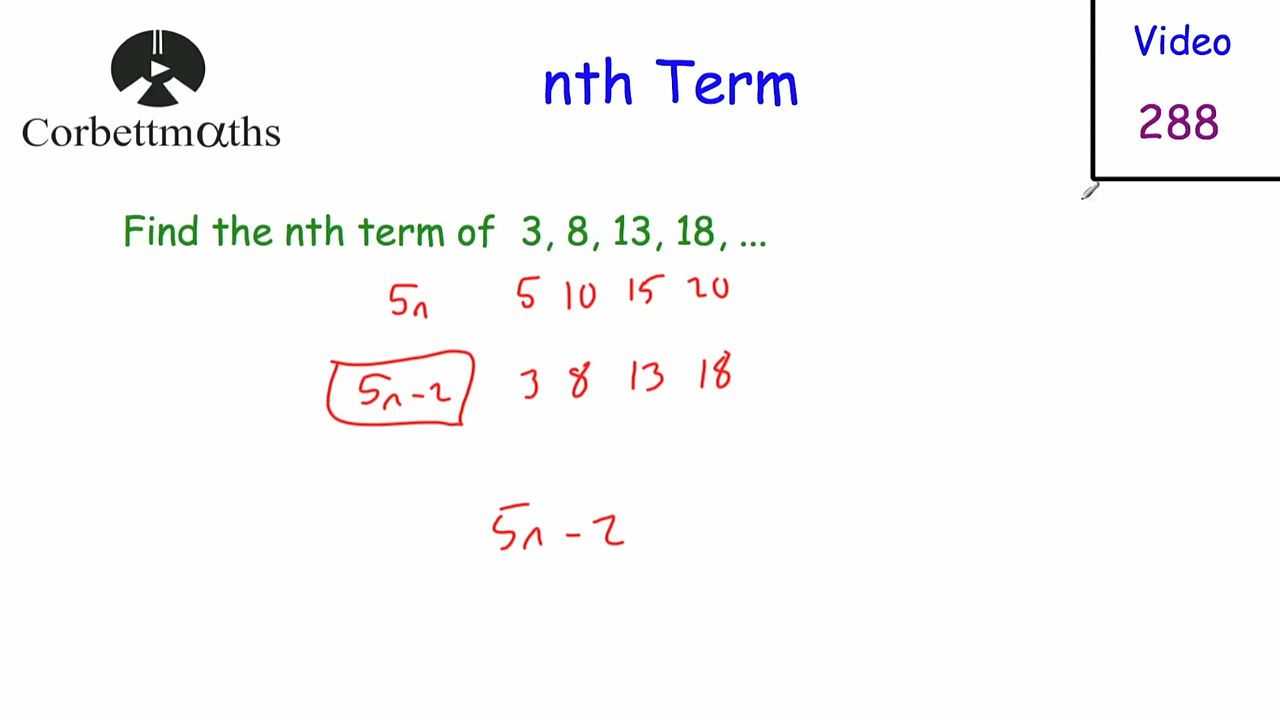 Corbettmαths
nth Term
Video
288
Find the nth term of 3, 8, 13, 18, ...
5n 5 10 15 20
5n-2 3 8 13 18
5n-2